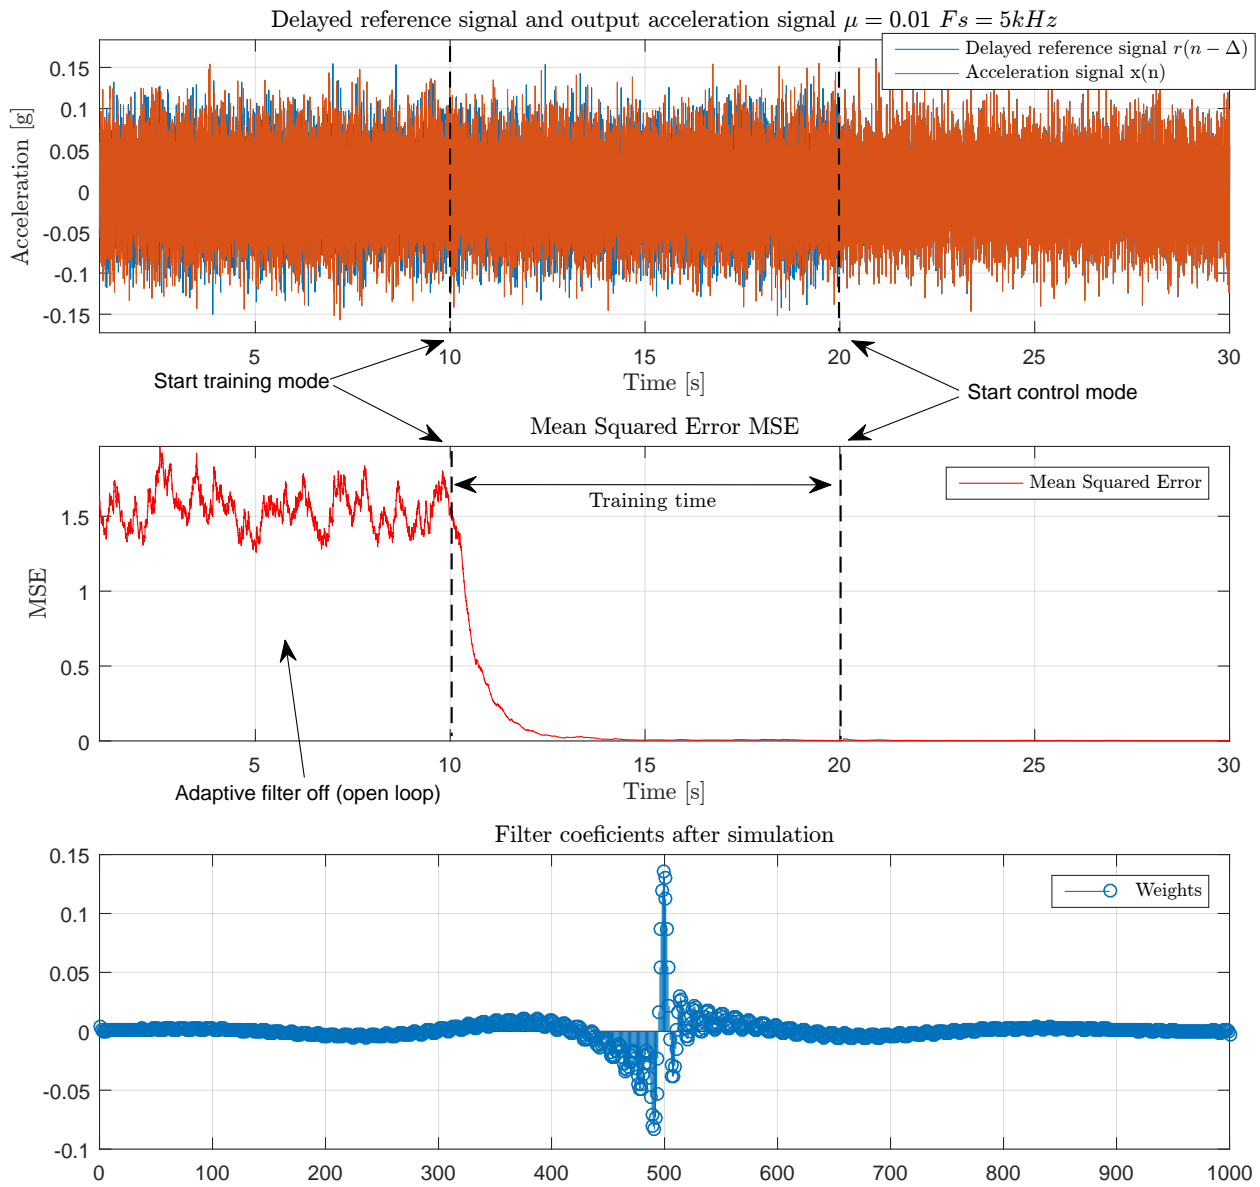 Delayed reference signal and output acceleration signal μ = 0.01 Fs = 5kHz
Delayed reference signal r(n − Δ)
Acceleration signal x(n)
0.15
0.1
0.05
0
-0.05
-0.1
-0.15
Acceleration [g]
5
10
15
20
25
30
Time [s]
Start training mode
Start control mode
Mean Squared Error MSE
Mean Squared Error
Training time
1.5
1
0.5
0
MSE
5
10
15
20
25
30
Time [s]
Adaptive filter off (open loop)
Filter coeficients after simulation
Weights
0.15
0.1
0.05
0
-0.05
-0.1
0
100
200
300
400
500
600
700
800
900
1000